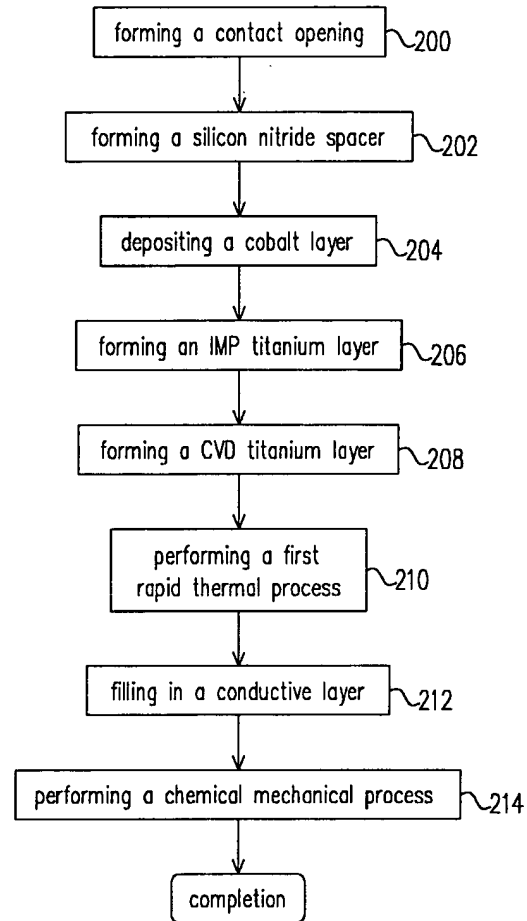 forming a contact opening 200
forming a silicon nitride spacer 202
depositing a cobalt layer 204
forming an IMP titanium layer 206
forming a CVD titanium layer 208
performing a first
rapid thermal process 210
filling in a conductive layer 212
performing a chemical mechanical process 214
completion